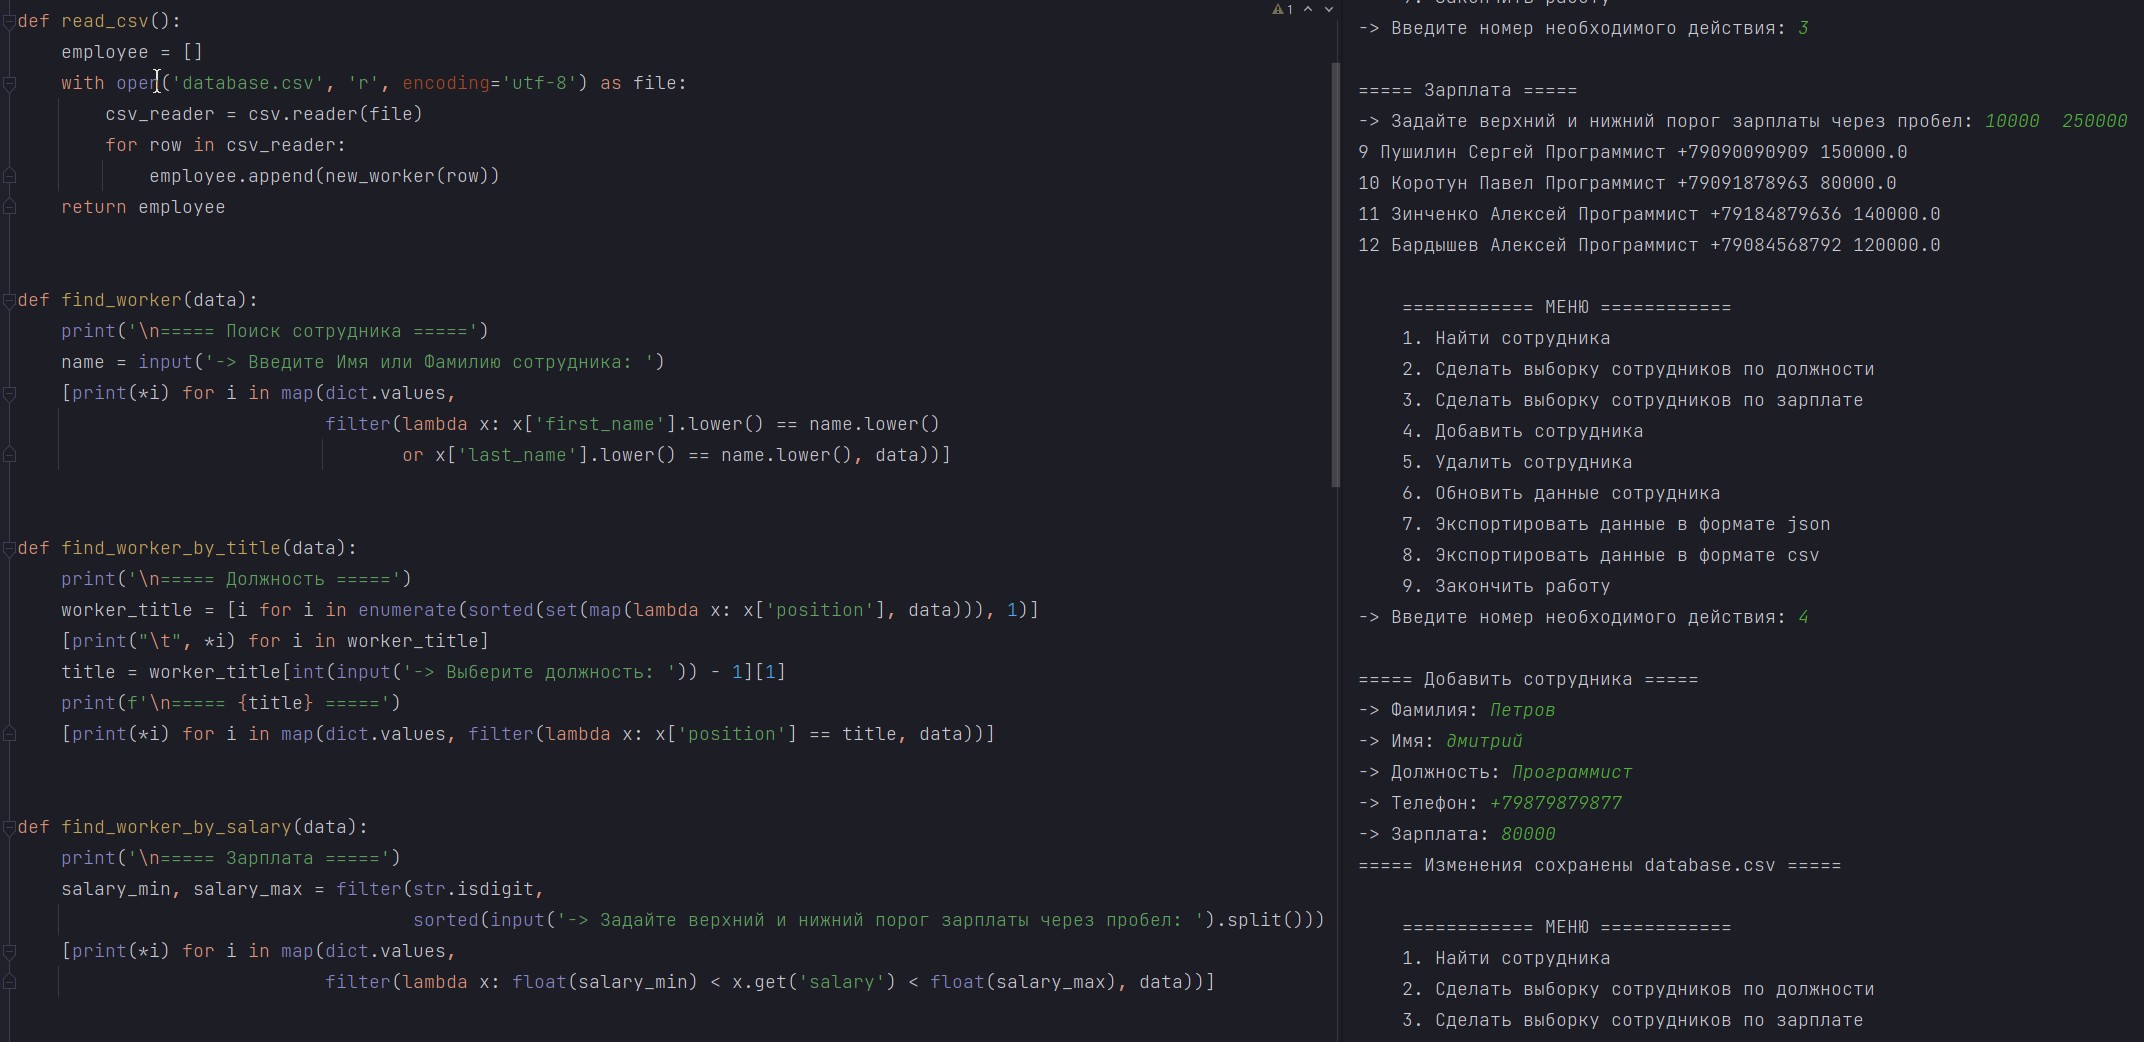 def read_csv():
    employee = []
    with open('database.csv', 'r', encoding='utf-8') as file:
        csv_reader = csv.reader(file)
        for row in csv_reader:
            employee.append(new_worker(row))
    return employee
def find_worker(data):
    print('\n===== Поиск сотрудника =====')
    name = input('-> Введите Имя или Фамилию сотрудника: ')
    [print(*i) for i in map(dict.values,
                            filter(lambda x: x['first_name'].lower() == name.lower()
                                   or x['last_name'].lower() == name.lower(), data))]
def find_worker_by_title(data):
    print('\n===== Должность =====')
    worker_title = [i for i in enumerate(sorted(set(map(lambda x: x['position'], data))), 1)]
    [print("\t", *i) for i in worker_title]
    title = worker_title[int(input('-> Выберите должность: ')) - 1][1]
    print(f'\n===== {title} =====')
    [print(*i) for i in map(dict.values, filter(lambda x: x['position'] == title, data))]
def find_worker_by_salary(data):
    print('\n===== Зарплата =====')
    salary_min, salary_max = filter(str.isdigit,
                                    sorted(input('-> Задайте верхний и нижний порог зарплаты через пробел: ').split()))
    [print(*i) for i in map(dict.values,
                            filter(lambda x: float(salary_min) < x.get('salary') < float(salary_max), data))]
1
9. Закончить работу
-> Введите номер необходимого действия: 3
===== Зарплата =====
-> Задайте верхний и нижний порог зарплаты через пробел: 10000  250000
9 Пушилин Сергей Программист +79090090909 150000.0
10 Коротун Павел Программист +79091878963 80000.0
11 Зинченко Алексей Программист +79184879636 140000.0
12 Бардышев Алексей Программист +79084568792 120000.0
============ МЕНЮ ============
1. Найти сотрудника
2. Сделать выборку сотрудников по должности
3. Сделать выборку сотрудников по зарплате
4. Добавить сотрудника
5. Удалить сотрудника
6. Обновить данные сотрудника
7. Экспортировать данные в формате json
8. Экспортировать данные в формате csv
9. Закончить работу
-> Введите номер необходимого действия: 4
===== Добавить сотрудника =====
-> Фамилия: Петров
-> Имя: дмитрий
-> Должность: Программист
-> Телефон: +79879879877
-> Зарплата: 80000
===== Изменения сохранены database.csv =====
============ МЕНЮ ============
1. Найти сотрудника
2. Сделать выборку сотрудников по должности
3. Сделать выборку сотрудников по зарплате